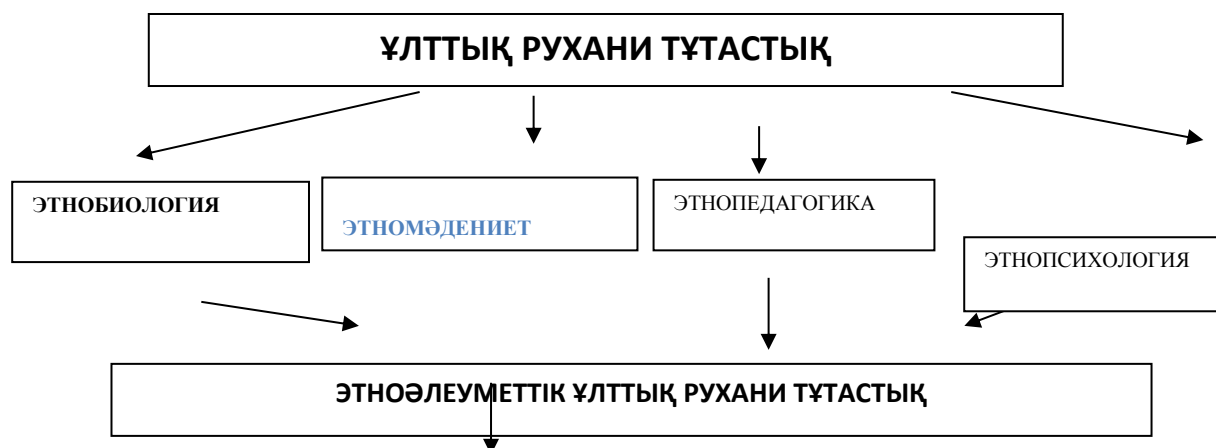 ҰЛТТЫҚ РУХАНИ ТҰТАСТЫҚ
ЭТНОБИОЛОГИЯ
ЭТНОМӘДЕНИЕТ
ЭТНОПЕДАГОГИКА
ЭТНОПСИХОЛОГИЯ
ЭТНОӘЛЕУМЕТТІК ҰЛТТЫҚ РУХАНИ ТҰТАСТЫҚ